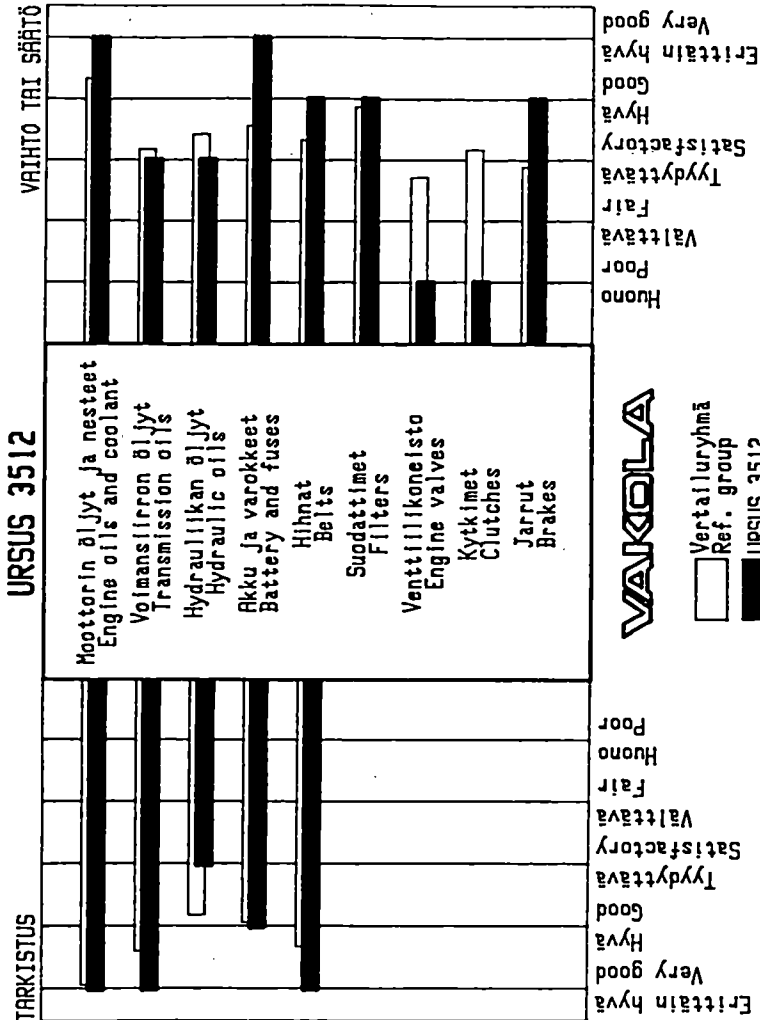 URSUS 3512
TARKISTUS
VAIHTO TAI SÄÄTÖ
Moottorin öljyt ja nesteet
Engine oils and coolant
Voimansiirron öljyt
Transmission oils
Hydrauliikan öljyt
Hydraulic oils
Akku ja varokkeet
Battery and fuses
Hihnat
Belts
Suodattimet
Filters
Venttiilikoneisto
Engine valves
Kytkimet
Clutches
Jarrut
Brakes
Erittäin hyvä
Very good
Hyvä
Good
Tyydyttävä
Satisfactory
Välttävä
Fair
Huono
Poor
Huono
Poor
Välttävä
Fair
Tyydyttävä
Satisfactory
Hyvä
Good
Erittäin hyvä
Very good
VAKOLA
Vertailuryhmä
Ref. group
URSUS 3512